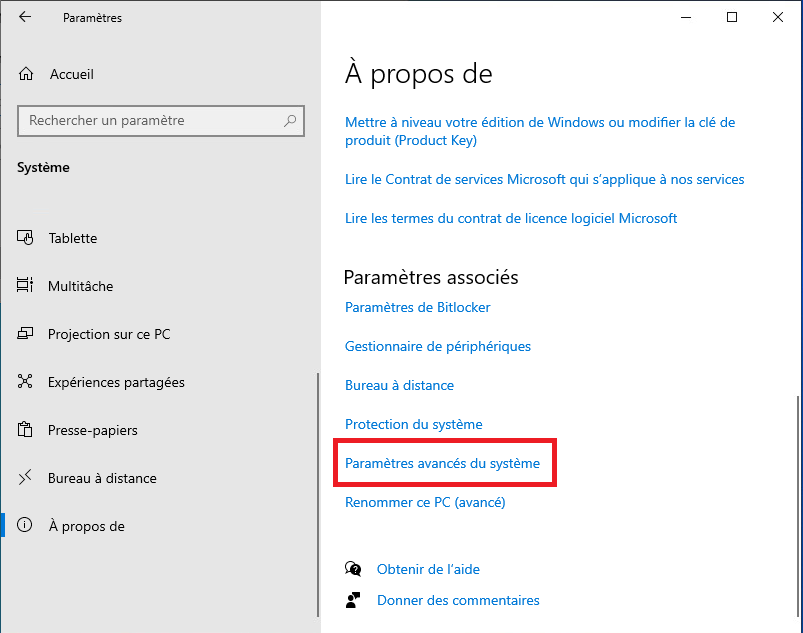 Paramètres
Accueil
Rechercher un paramètre
Système
Tablette
Multitâche
Projection sur ce PC
Expériences partagées
Presse-papiers
Bureau à distance
À propos de
À propos de
Mettre à niveau votre édition de Windows ou modifier la clé de
produit (Product Key)
Lire le Contrat de services Microsoft qui s’applique à nos services
Lire les termes du contrat de licence logiciel Microsoft
Paramètres associés
Paramètres de Bitlocker
Gestionnaire de périphériques
Bureau à distance
Protection du système
Paramètres avancés du système
Renommer ce PC (avancé)
Obtenir de l’aide
Donner des commentaires